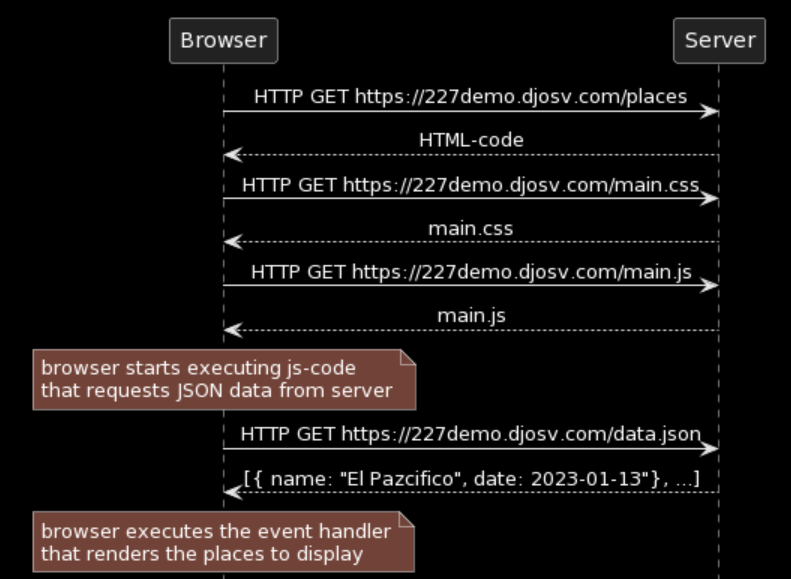 Browser
Server
HTTP GET https://227demo.djosv.com/places
HTML-code
HTTP GET https://227demo.djosv.com/main.css
main.css
HTTP GET https://227demo.djosv.com/main.js
main.js
browser starts executing js-code
that requests JSON data from server
HTTP GET https://227demo.djosv.com/data.json
[{ name: "El Pazcifico", date: 2023-01-13"}, ...]
browser executes the event handler
that renders the places to display